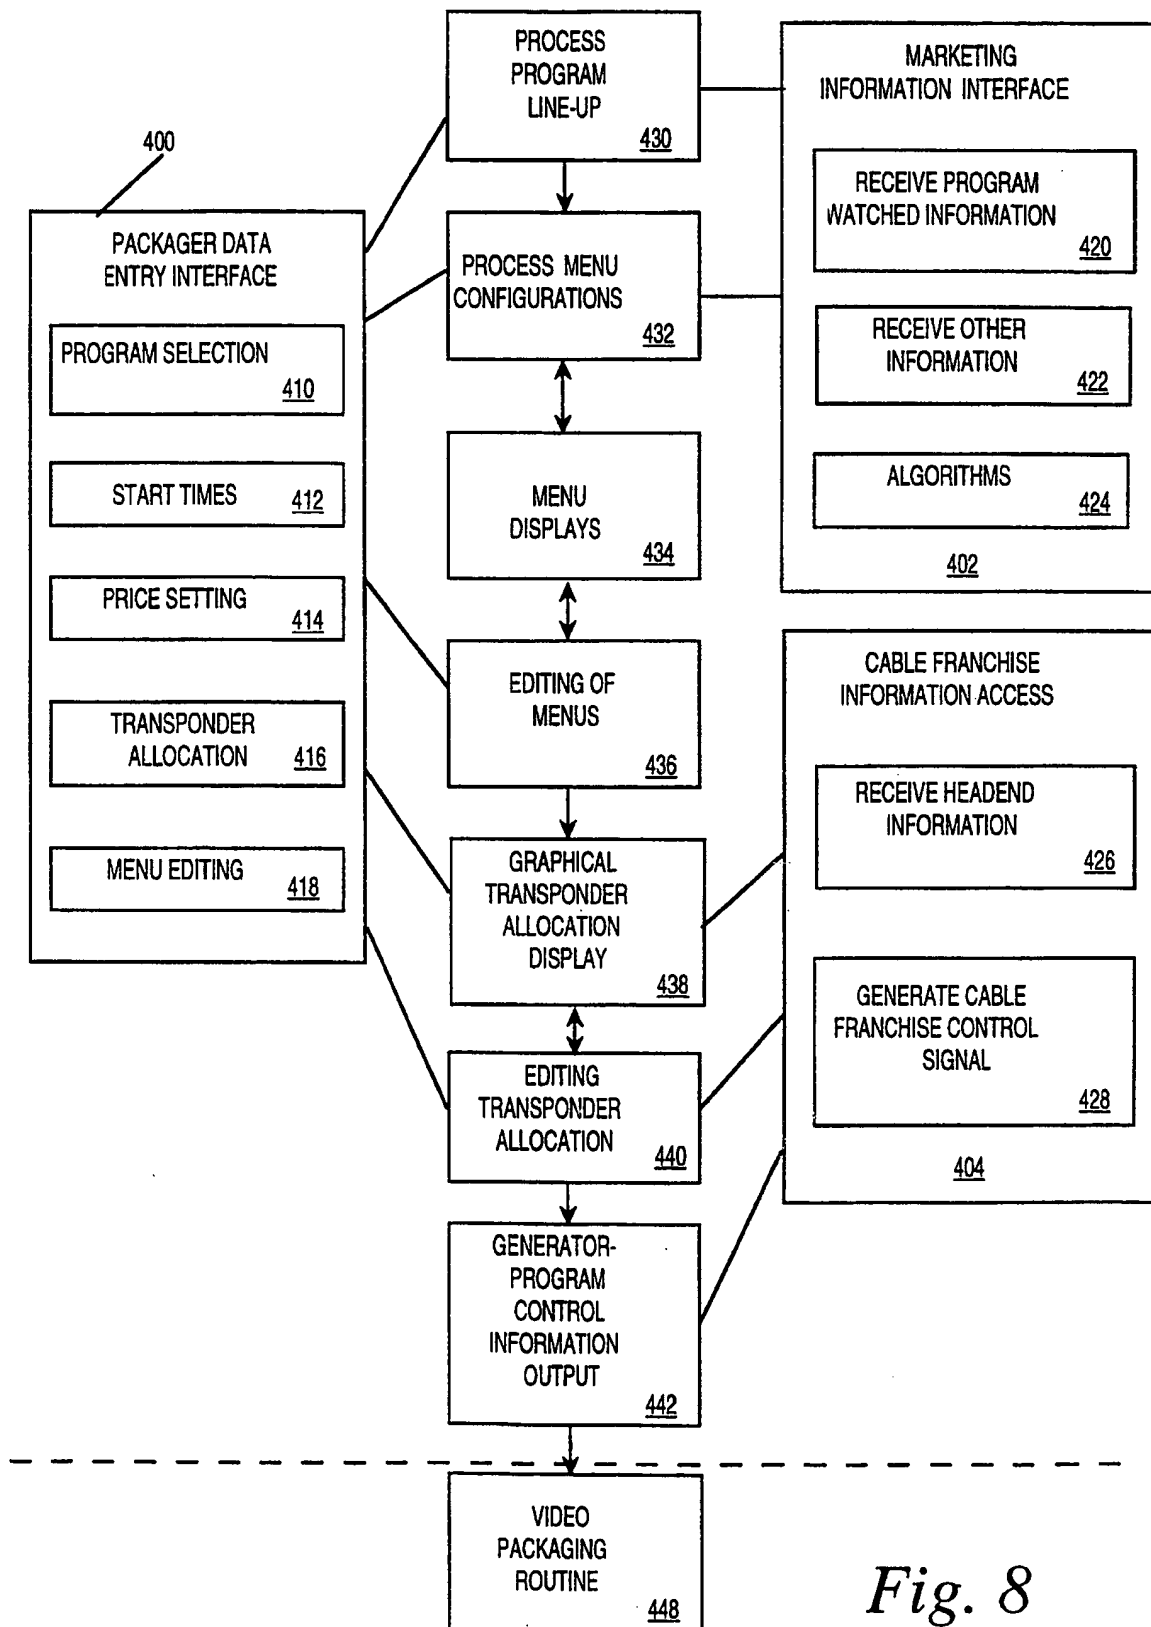 PROCESS
PROGRAM
LINE-UP
430
MARKETING
INFORMATION INTERFACE
RECEIVE PROGRAM
WATCHED INFORMATION
420
RECEIVE OTHER
INFORMATION
422
ALGORITHMS
424
402
400
PACKAGER DATA
ENTRY INTERFACE
PROGRAM SELECTION
410
START TIMES
412
PRICE SETTING
414
TRANSPONDER
ALLOCATION
416
MENU EDITING
418
PROCESS MENU
CONFIGURATIONS
432
MENU
DISPLAYS
434
EDITING OF
MENUS
436
GRAPHICAL
TRANSPONDER
ALLOCATION
DISPLAY
438
EDITING
TRANSPONDER
ALLOCATION
440
GENERATOR-
PROGRAM
CONTROL
INFORMATION
OUTPUT
442
CABLE FRANCHISE
INFORMATION ACCESS
RECEIVE HEADEND
INFORMATION
426
GENERATE CABLE
FRANCHISE CONTROL
SIGNAL
428
404
VIDEO
PACKAGING
ROUTINE
448
Fig. 8